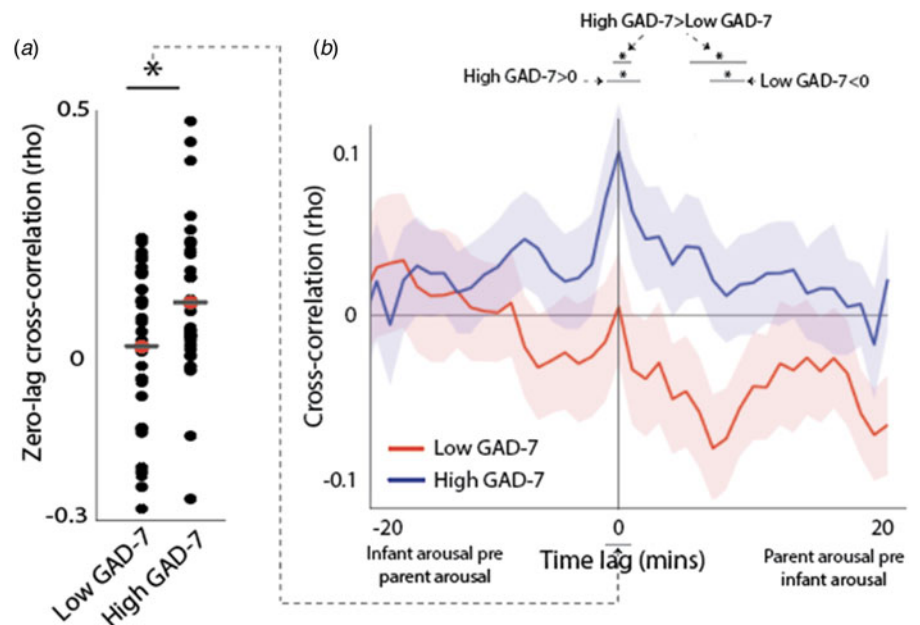 (a)
*
0.5
0
-0.3
Zero-lag cross-correlation (rho)
Low GAD-7
High GAD-7
(b)
High GAD-7>Low GAD-7
* *
High GAD-7>0 * * Low GAD-7<0
0.1
0
-0.1
Cross-correlation (rho)
Low GAD-7
High GAD-7
-20 0 20
Infant arousal pre
parent arousal
Time lag (mins)
Parent arousal pre
infant arousal